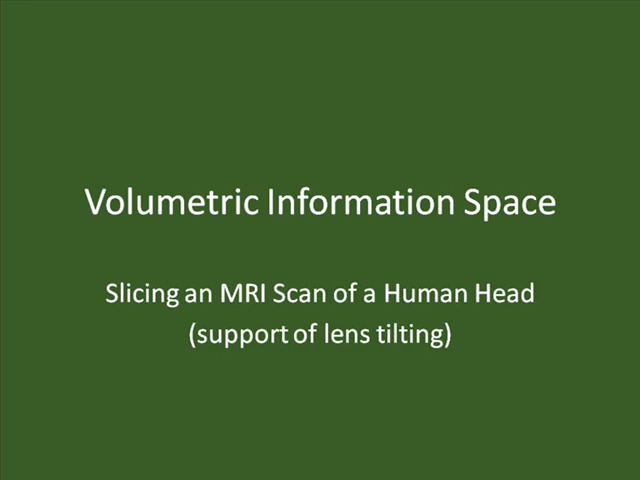 Volumetric Information Space
Slicing an MRI Scan of a Human Head
(support of lens tilting)